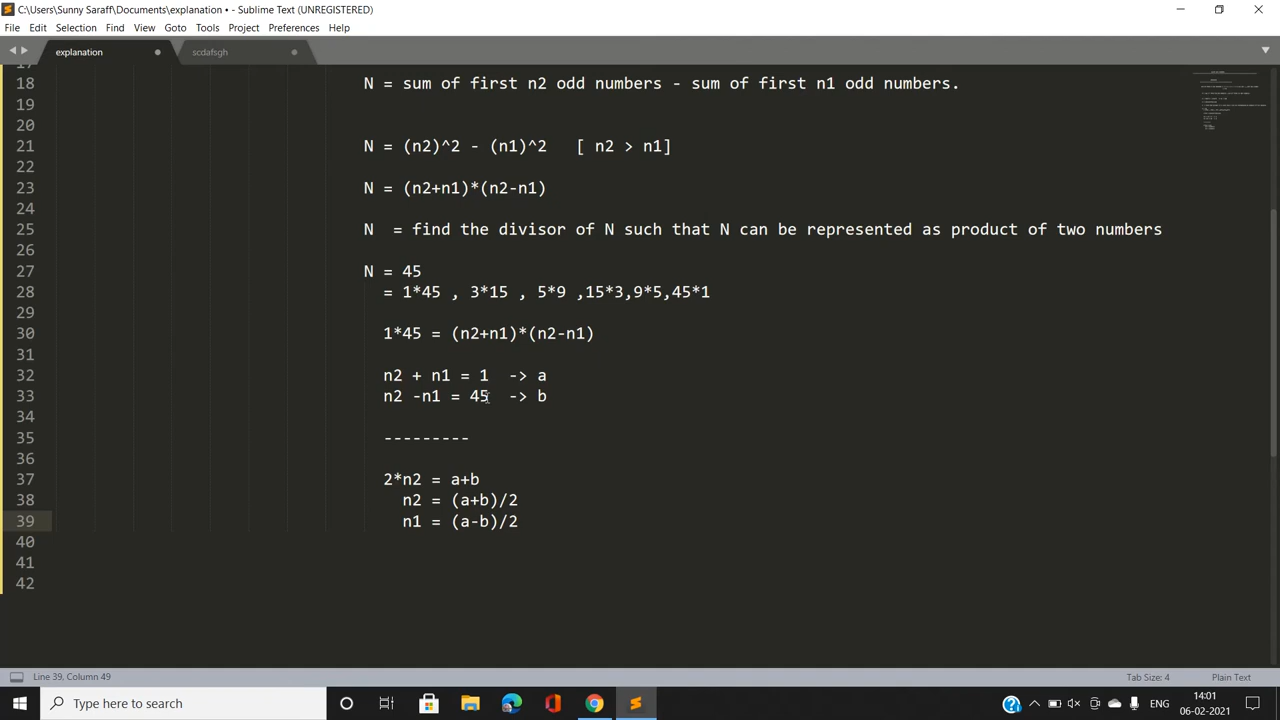 C:\Users\Sunny Saraff\Documents\explanation • - Sublime Text (UNREGISTERED)
File Edit Selection Find View Goto Tools Project Preferences Help
explanation scdafsgh
17
18 N = sum of first n2 odd numbers - sum of first n1 odd numbers.
19
20
21 N = (n2)^2 - (n1)^2 [ n2 > n1]
22
23 N = (n2+n1)*(n2-n1)
24
25 N = find the divisor of N such that N can be represented as product of two numbers
26
27 N = 45
28 = 1*45 , 3*15 , 5*9 ,15*3,9*5,45*1
29
30 1*45 = (n2+n1)*(n2-n1)
31
32 n2 + n1 = 1 -> a
33 n2 -n1 = 45 -> b
34
35 ---------
36
37 2*n2 = a+b
38 n2 = (a+b)/2
39 n1 = (a-b)/2
40
41
42
Line 39, Column 49 Tab Size: 4 Plain Text
Type here to search ENG 14:01
06-02-2021